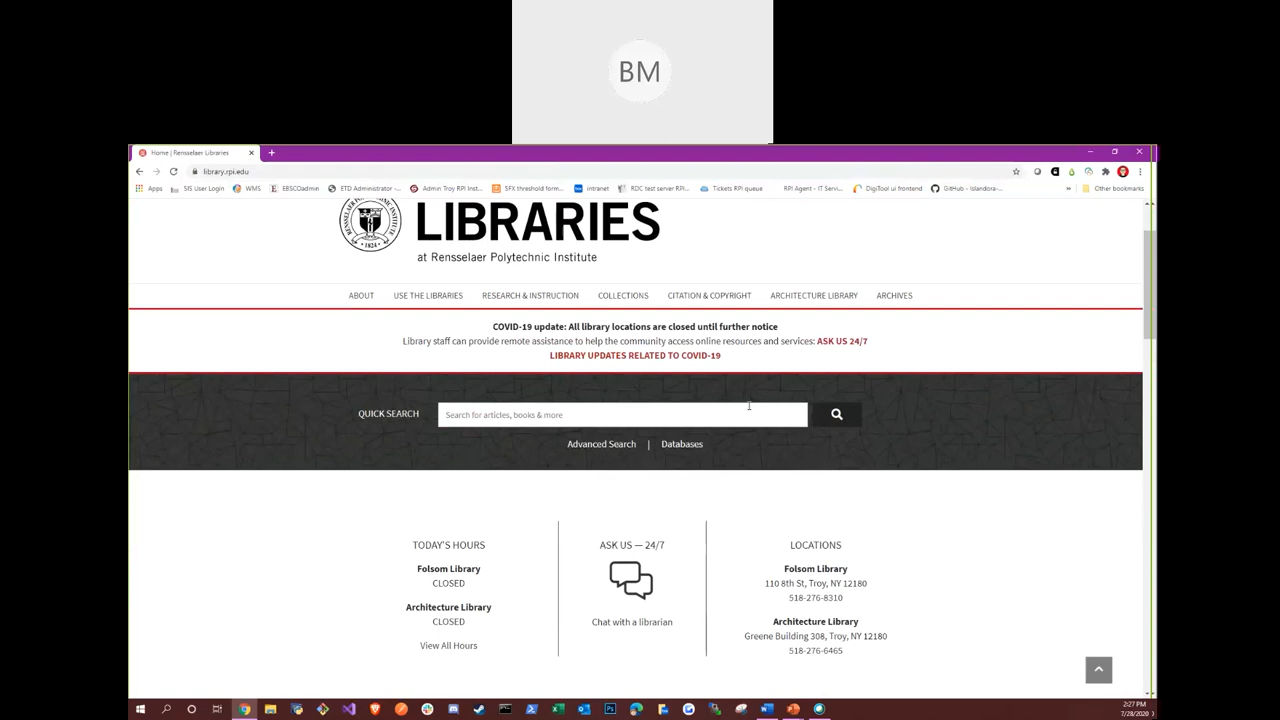 BM
Home | Rensselaer Libraries
library.rpi.edu
Apps SIS User Login WMS EBSCOadmin ETD Administrator -... Admin Troy RPI Inst... SFX threshold form... intranet RDC test server RPI... Tickets RPI queue RPI Agent - IT Serv... DigiTool ui frontend GitHub - Islandora-... » Other bookmarks
RENSSELAER POLYTECHNIC INSTITUTE
1824
LIBRARIES
at Rensselaer Polytechnic Institute
ABOUT USE THE LIBRARIES RESEARCH & INSTRUCTION COLLECTIONS CITATION & COPYRIGHT ARCHITECTURE LIBRARY ARCHIVES
COVID-19 update: All library locations are closed until further notice
Library staff can provide remote assistance to help the community access online resources and services: ASK US 24/7
LIBRARY UPDATES RELATED TO COVID-19
QUICK SEARCH Search for articles, books & more
Advanced Search | Databases
TODAY'S HOURS
Folsom Library
CLOSED
Architecture Library
CLOSED
View All Hours
ASK US — 24/7
Chat with a librarian
LOCATIONS
Folsom Library
110 8th St, Troy, NY 12180
518-276-8310
Architecture Library
Greene Building 308, Troy, NY 12180
518-276-6465
2:27 PM
7/28/2020